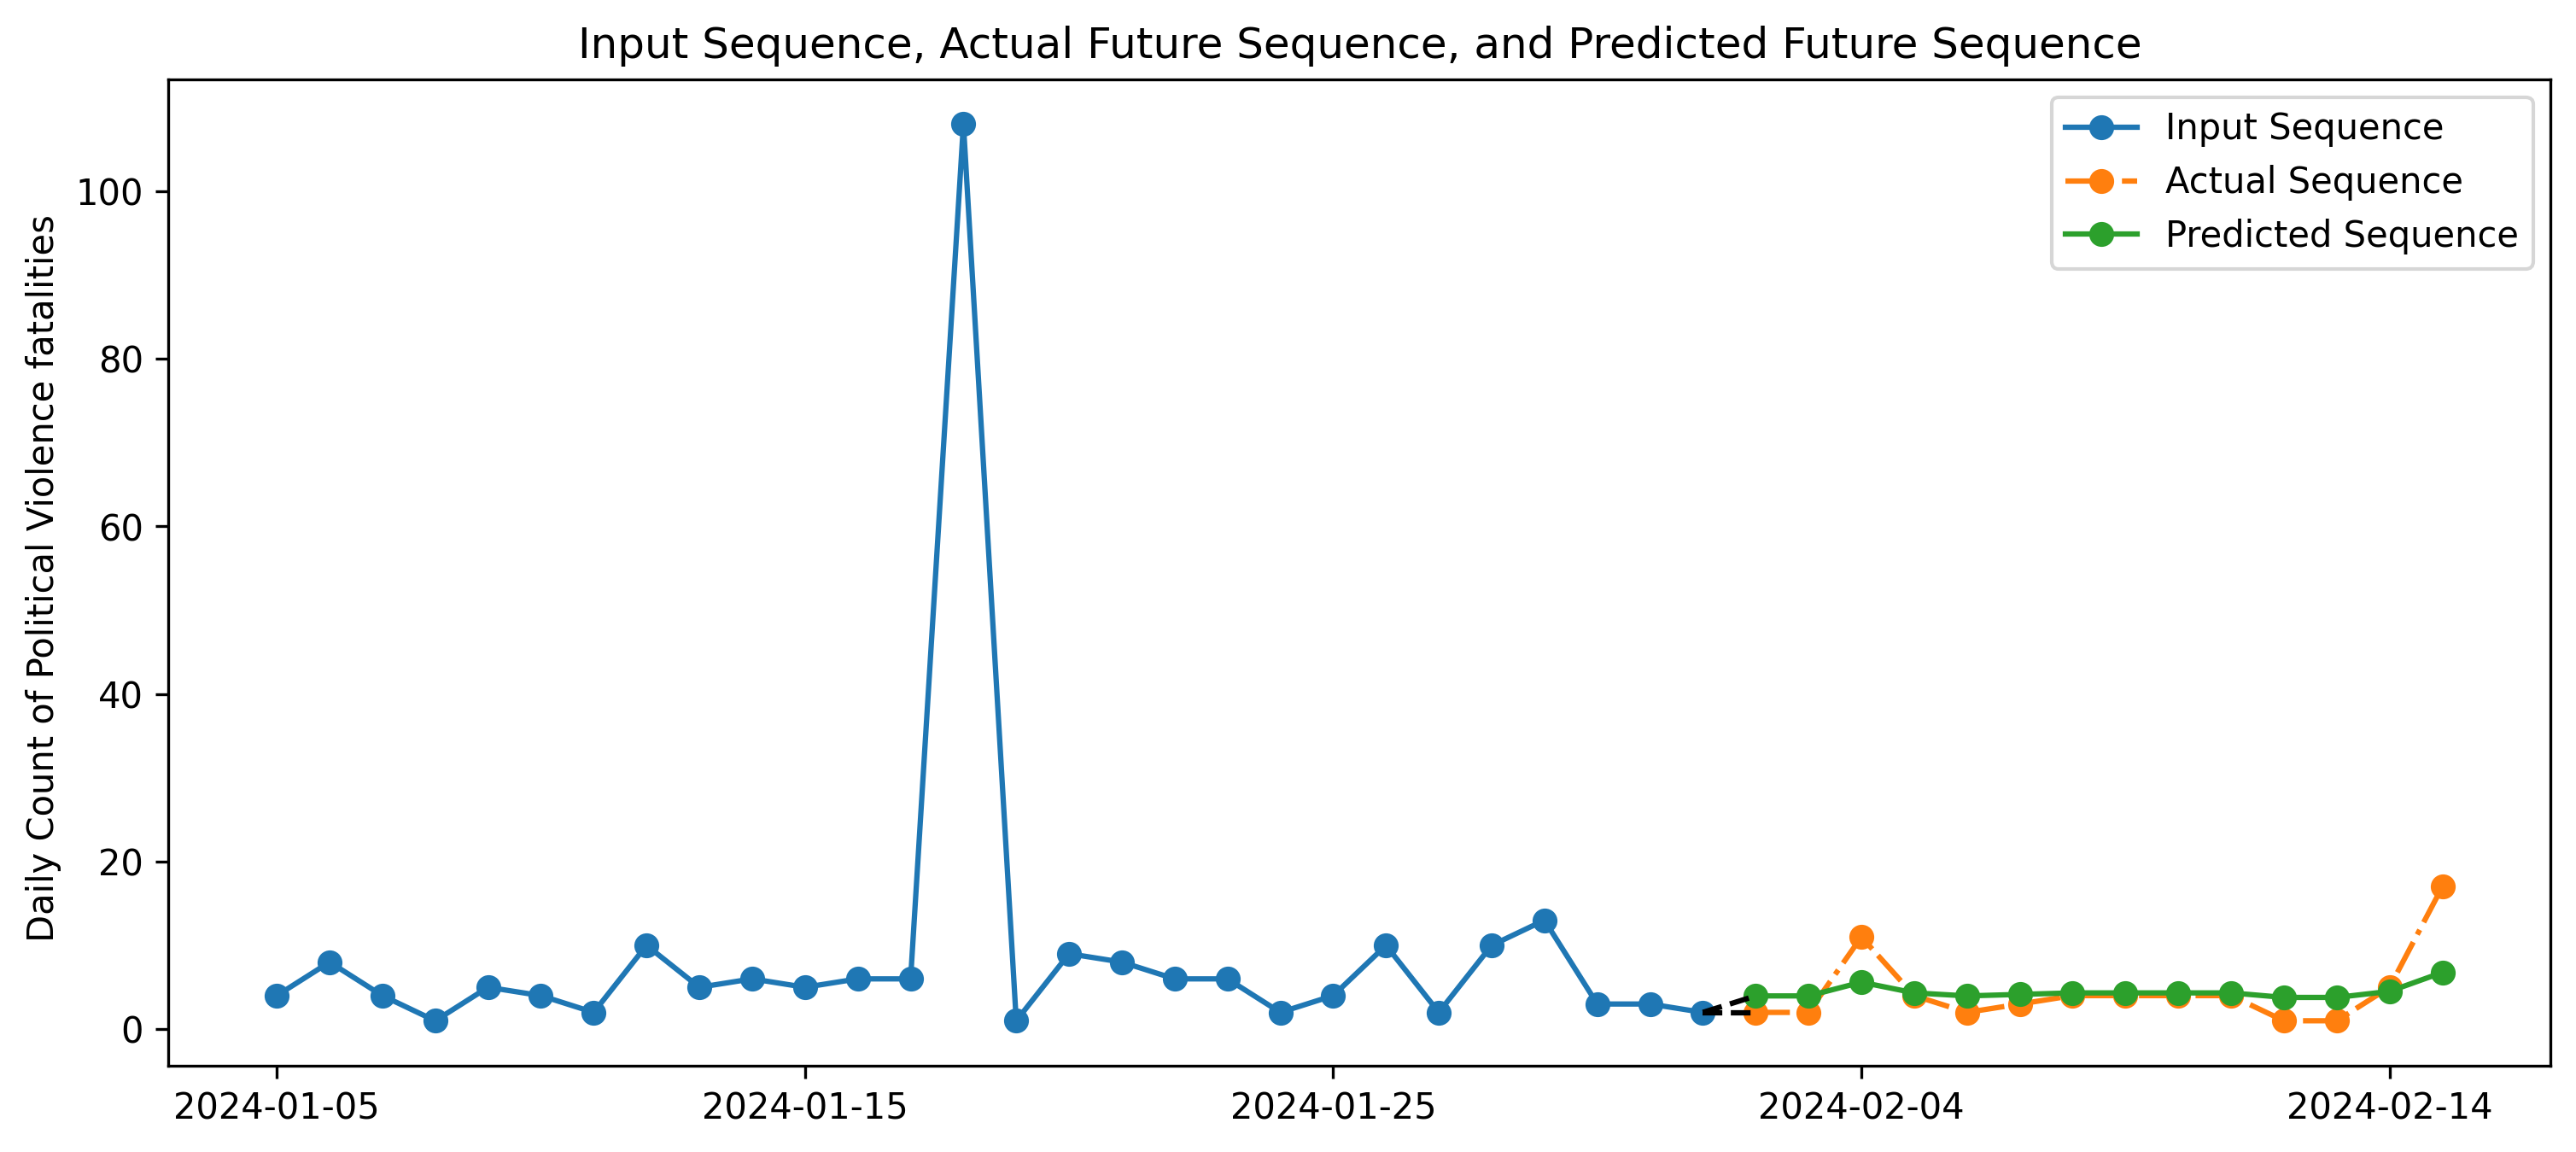 Input Sequence, Actual Future Sequence, and Predicted Future Sequence
Daily Count of Political Violence fatalities
100
80
60
40
20
0
2024-01-05
2024-01-15
2024-01-25
2024-02-04
2024-02-14
Input Sequence
Actual Sequence
Predicted Sequence